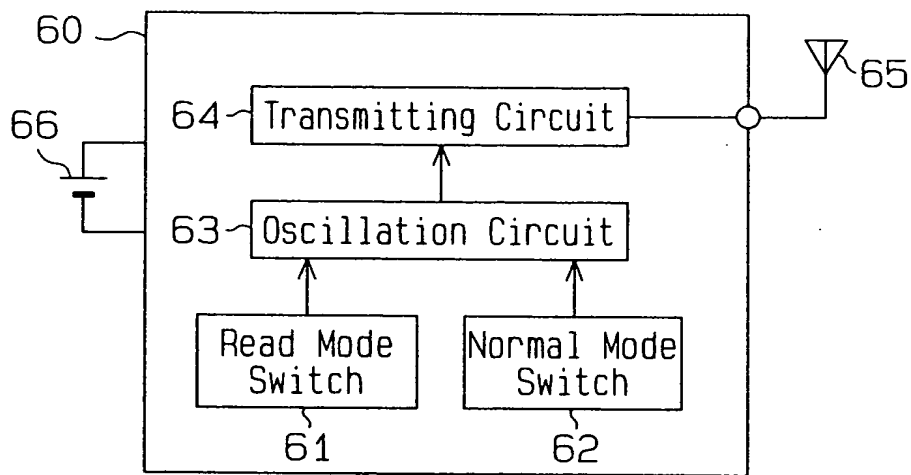 60
65
66
64
Transmitting Circuit
63
Oscillation Circuit
Read Mode
Switch
Normal Mode
Switch
61
62